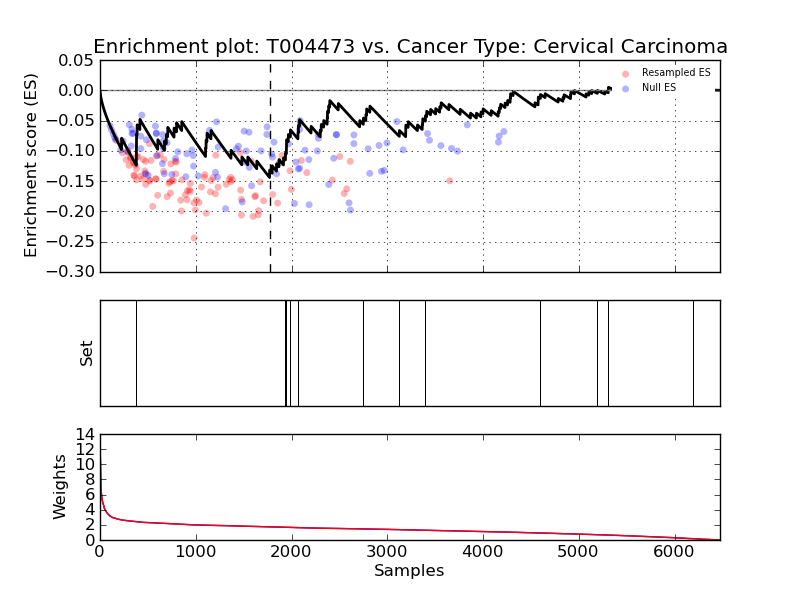 Enrichment plot: T004473 vs. Cancer Type: Cervical Carcinoma
0.05
0.00
−0.05
−0.10
−0.15
−0.20
−0.25
−0.30
Enrichment score (ES)
Resampled ES
Null ES
Set
14
12
10
8
6
4
2
0
Weights
0 1000 2000 3000 4000 5000 6000
Samples